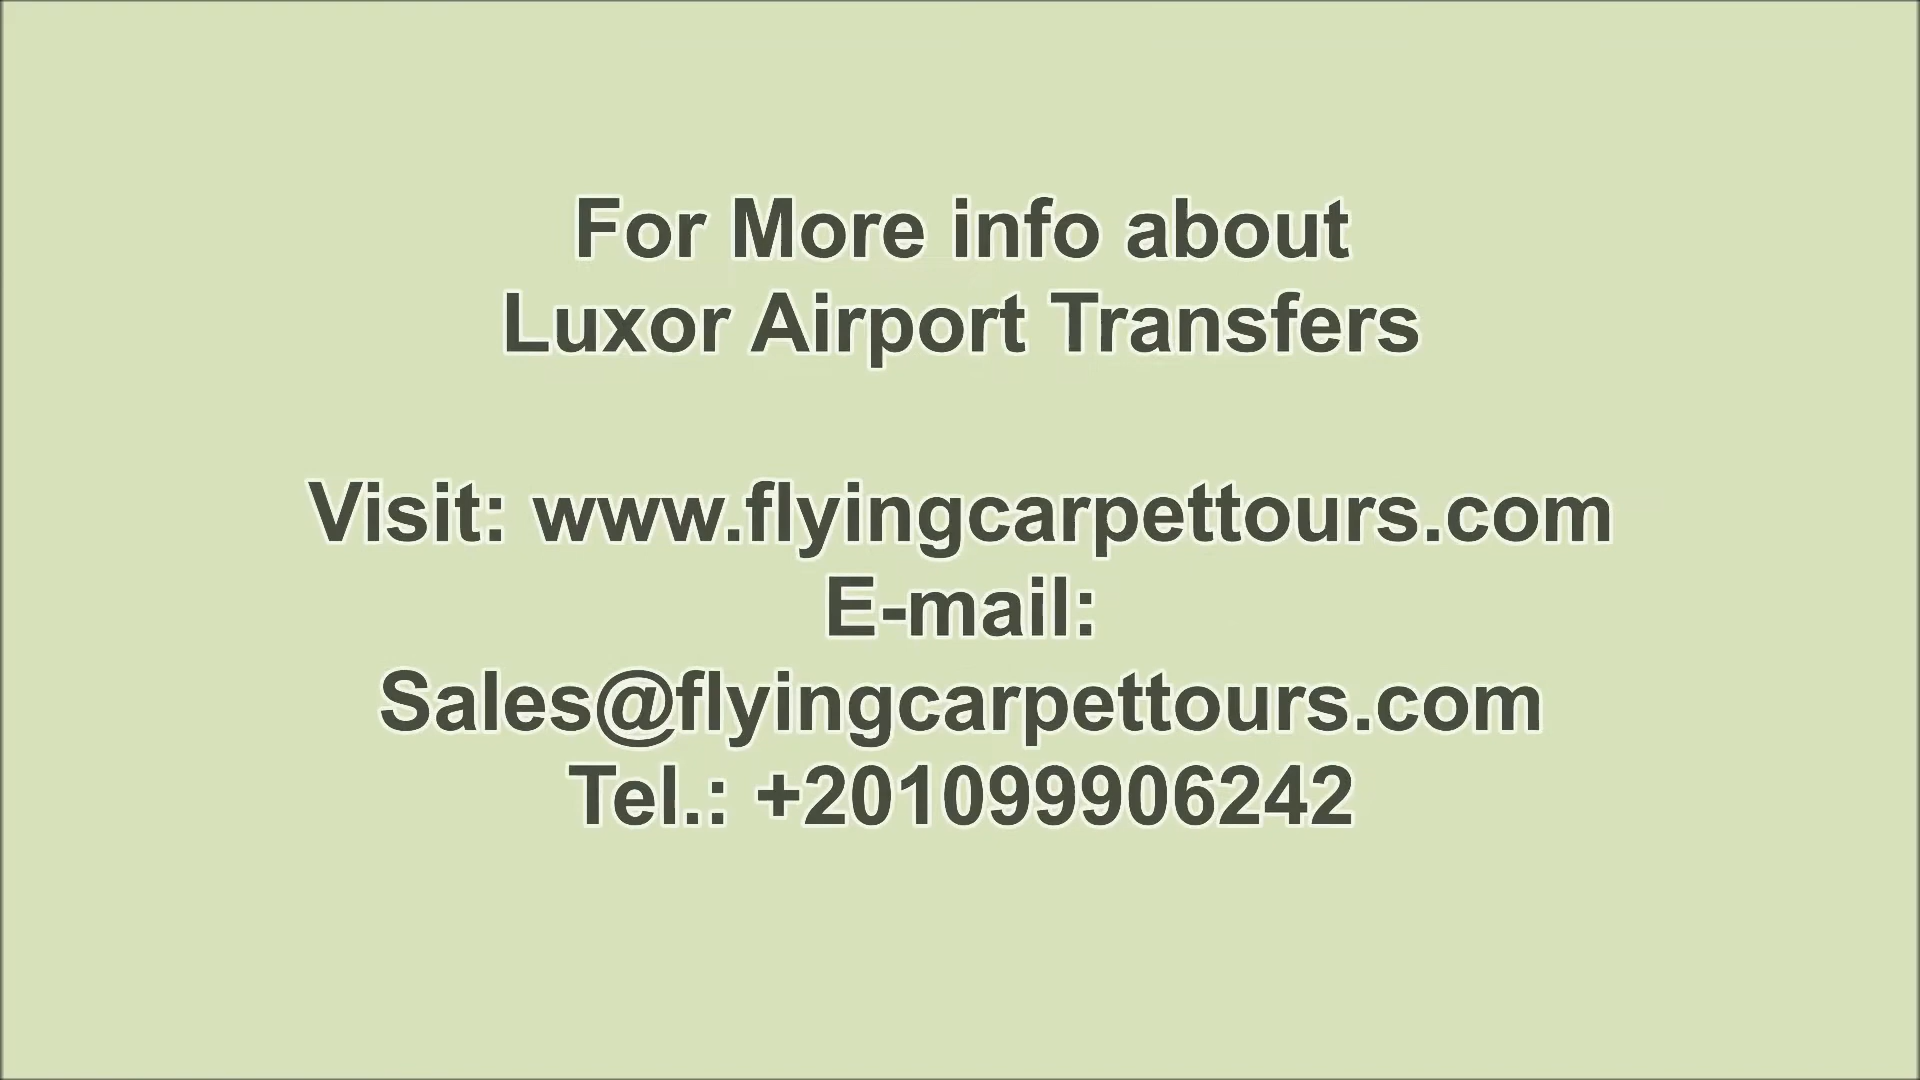 For More info about
Luxor Airport Transfers
Visit: www.flyingcarpettours.com
E-mail:
Sales@flyingcarpettours.com
Tel.: +201099906242